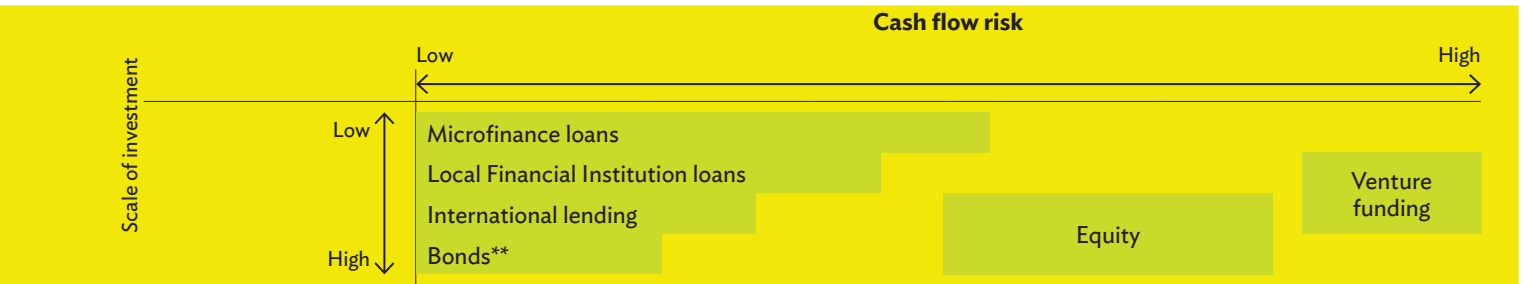 Cash flow risk
Low
High
Scale of investment
Low
Microfinance loans
Local Financial Institution loans
Venture
funding
International lending
Equity
High
Bonds**